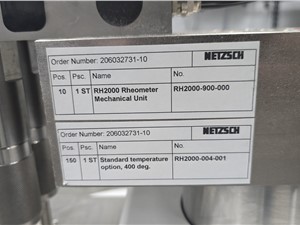 Order Number: 206032731-10 NETZSCH
Pos. Psc. Name No.
10 1 ST RH2000 Rheometer RH2000-900-000
Mechanical Unit
Order Number: 206032731-10 NETZSCH
Pos. Psc. Name No.
150 1 ST Standard temperature RH2000-004-001
option, 400 deg.